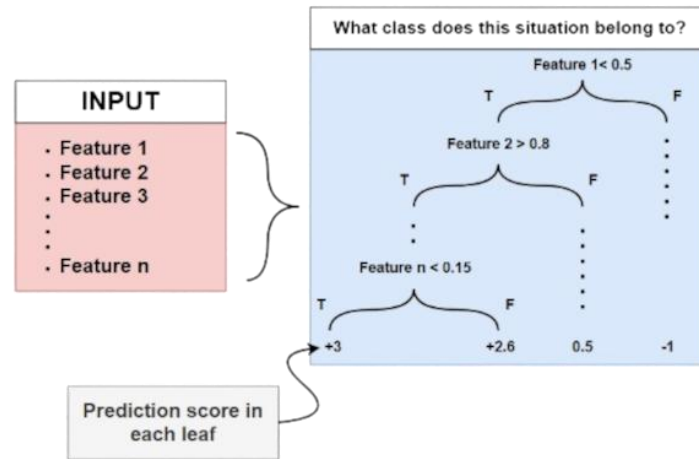 What class does this situation belong to?
Feature 1< 0.5
T
F
INPUT
Feature 1
Feature 2
Feature 3
Feature n
Feature 2 > 0.8
T
F
Feature n < 0.15
T
F
+3
+2.6
0.5
-1
Prediction score in
each leaf